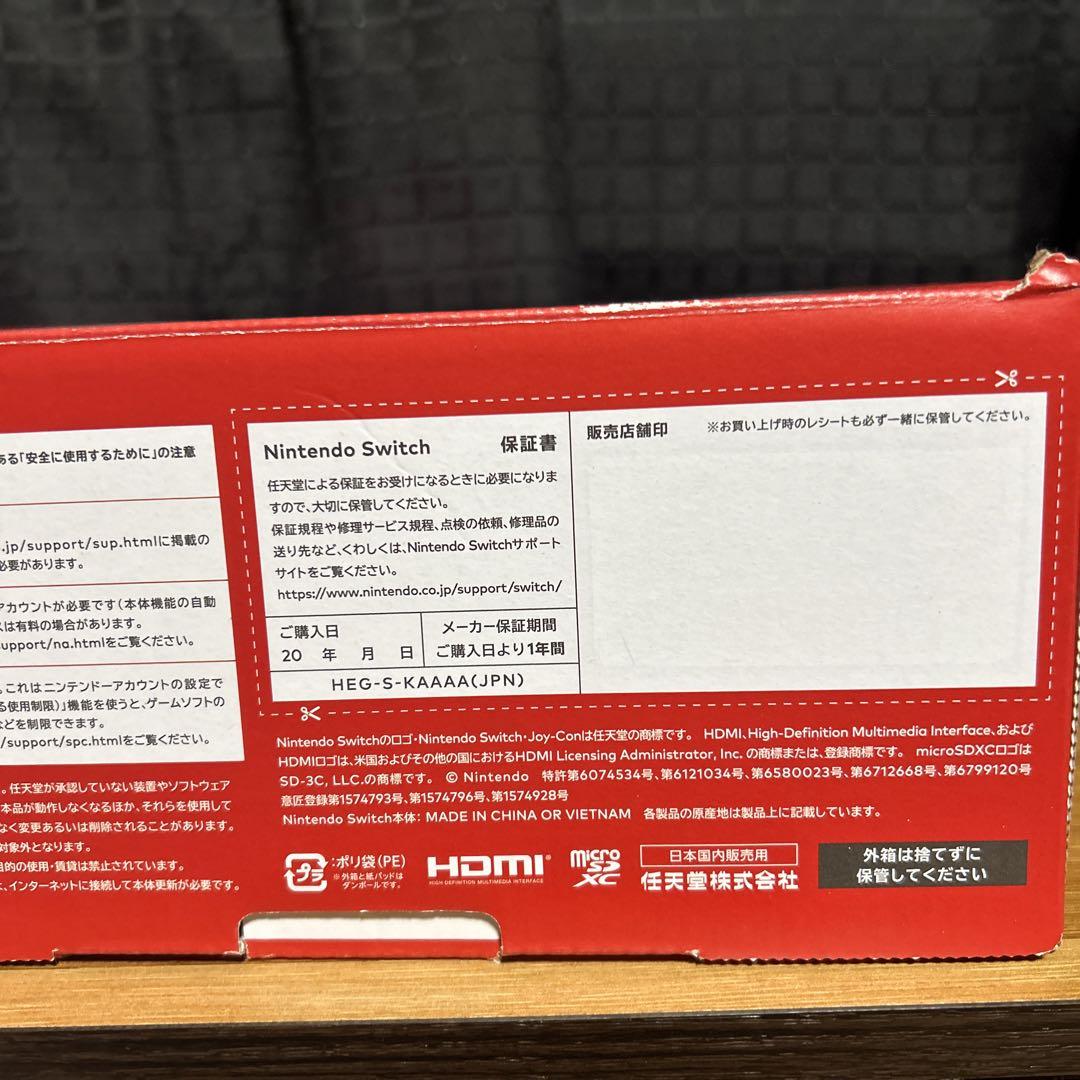 ある「安全に使用するために」の注意
.jp/support/sup.htmlに掲載の
必要があります。
アカウントが必要です(本体機能の自動
は有料の場合があります。
support/na.htmlをご覧ください。
。これはニンテンドーアカウントの設定で
る使用制限)」機能を使うと、ゲームソフトの
などを制限できます。
/support/spc.htmlをご覧ください。
。任天堂が承認していない装置やソフトウェア
本品が動作しなくなるほか、それらを使用して
なく変更あるいは削除されることがあります。
対象外となります。
目的の使用・賃貸は禁止されています。
、インターネットに接続して本体更新が必要です。
Nintendo Switch 保証書
任天堂による保証をお受けになるときに必要になりま
すので、大切に保管してください。
保証規程や修理サービス規程、点検の依頼、修理品の
送り先など、くわしくは、Nintendo Switchサポート
サイトをご覧ください。
https://www.nintendo.co.jp/support/switch/
ご購入日
20 年 月 日
メーカー保証期間
ご購入日より1年間
HEG-S-KAAAA(JPN)
販売店舗印
※お買い上げ時のレシートも必ず一緒に保管してください。
Nintendo Switchのロゴ・Nintendo Switch・Joy-Conは任天堂の商標です。 HDMI、High-Definition Multimedia Interface、および
HDMIロゴは、米国およびその他の国におけるHDMI Licensing Administrator, Inc. の商標または、登録商標です。 microSDXCロゴは
SD-3C, LLC.の商標です。 © Nintendo 特許第6074534号、第6121034号、第6580023号、第6712668号、第6799120号
意匠登録第1574793号、第1574796号、第1574928号
Nintendo Switch本体: MADE IN CHINA OR VIETNAM 各製品の原産地は製品上に記載しています。
プラ
:ポリ袋(PE)
※外箱と紙パッドは
ダンボールです。
HDMI®
HIGH-DEFINITION MULTIMEDIA INTERFACE
micro
SD
XC
日本国内販売用
任天堂株式会社
外箱は捨てずに
保管してください